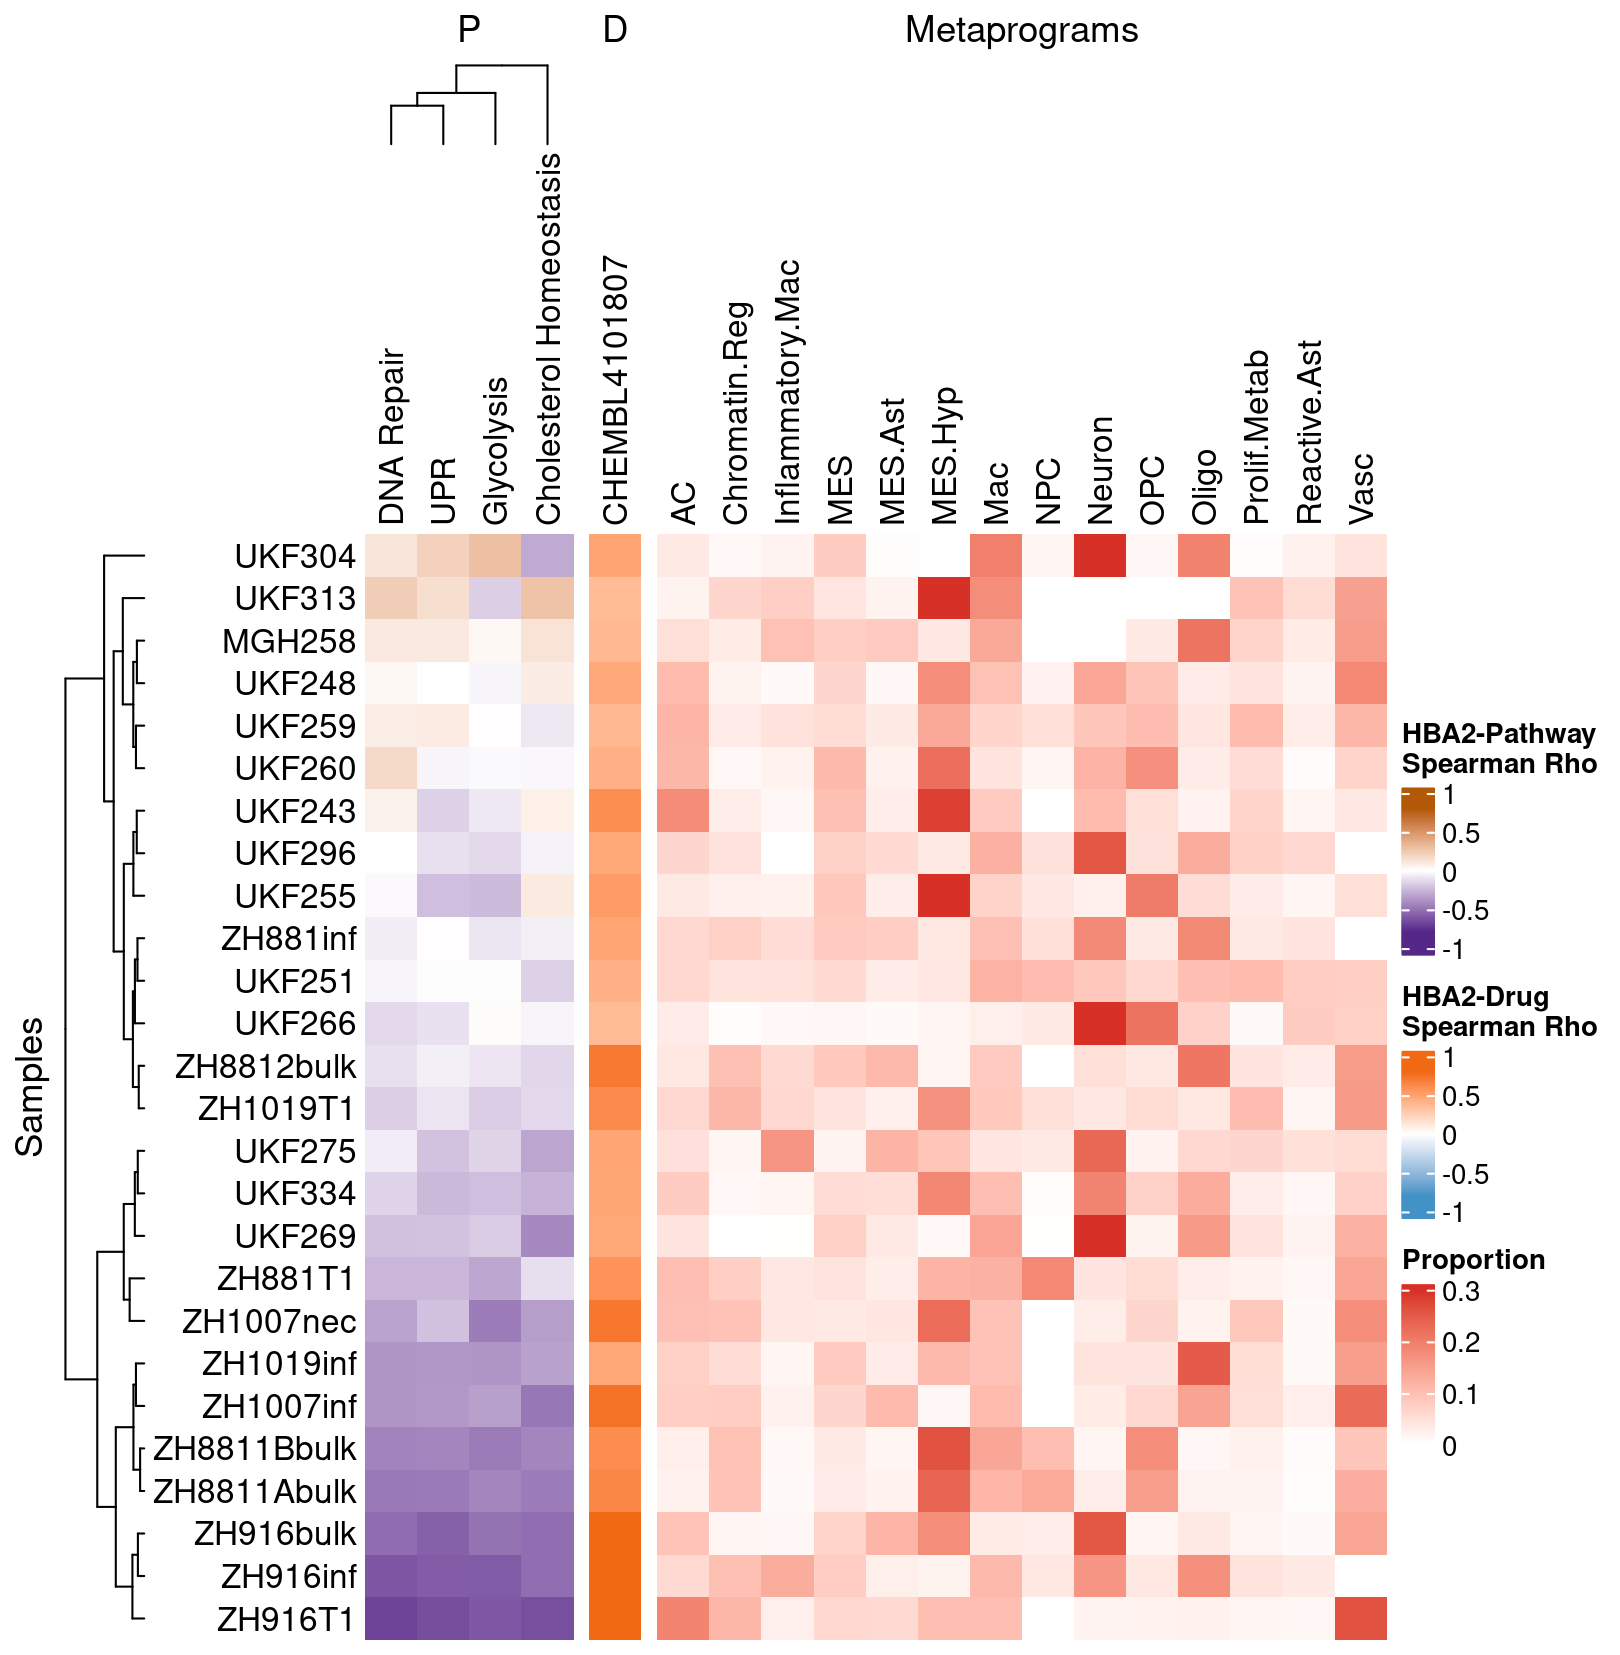 P D Metaprograms
DNA Repair
UPR
Glycolysis
Cholesterol Homeostasis
CHEMBL4101807
AC
Chromatin.Reg
Inflammatory.Mac
MES
MES.Ast
MES.Hyp
Mac
NPC
Neuron
OPC
Oligo
Prolif.Metab
Reactive.Ast
Vasc
Samples
UKF304
UKF313
MGH258
UKF248
UKF259
UKF260
UKF243
UKF296
UKF255
ZH881inf
UKF251
UKF266
ZH8812bulk
ZH1019T1
UKF275
UKF334
UKF269
ZH881T1
ZH1007nec
ZH1019inf
ZH1007inf
ZH8811Bbulk
ZH8811Abulk
ZH916bulk
ZH916inf
ZH916T1
HBA2-Pathway
Spearman Rho
1
0.5
0
-0.5
-1
HBA2-Drug
Spearman Rho
1
0.5
0
-0.5
-1
Proportion
0.3
0.2
0.1
0